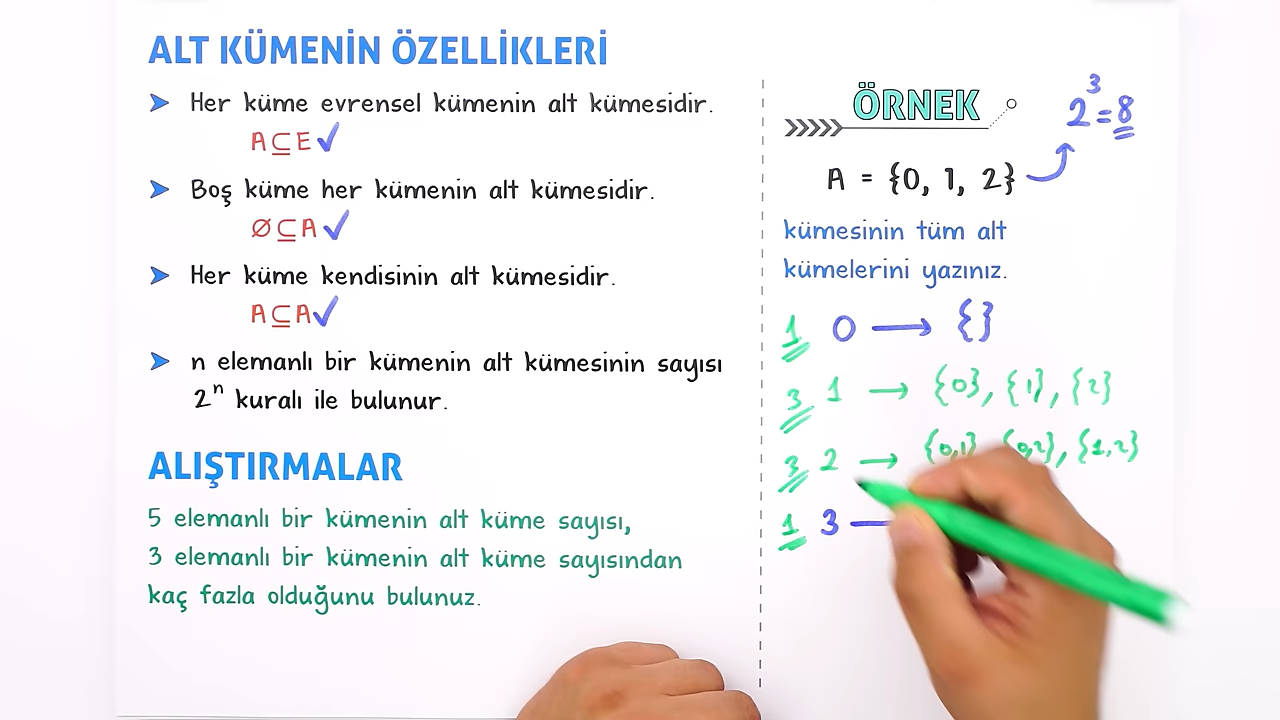 ALT KÜMENİN ÖZELLİKLERİ
Her küme evrensel kümenin alt kümesidir.
A ⊆ E ✓
Boş küme her kümenin alt kümesidir.
∅ ⊆ A ✓
Her küme kendisinin alt kümesidir.
A ⊆ A ✓
n elemanlı bir kümenin alt kümesinin sayısı
2ⁿ kuralı ile bulunur.
ALIŞTIRMALAR
5 elemanlı bir kümenin alt küme sayısı,
3 elemanlı bir kümenin alt küme sayısından
kaç fazla olduğunu bulunuz.
ÖRNEK
2³=8
A = {0, 1, 2}
kümesinin tüm alt
kümelerini yazınız.
1 0 → {}
3 1 → {0}, {1}, {2}
3 2 → {0,1} {0,2}, {1,2}
1 3